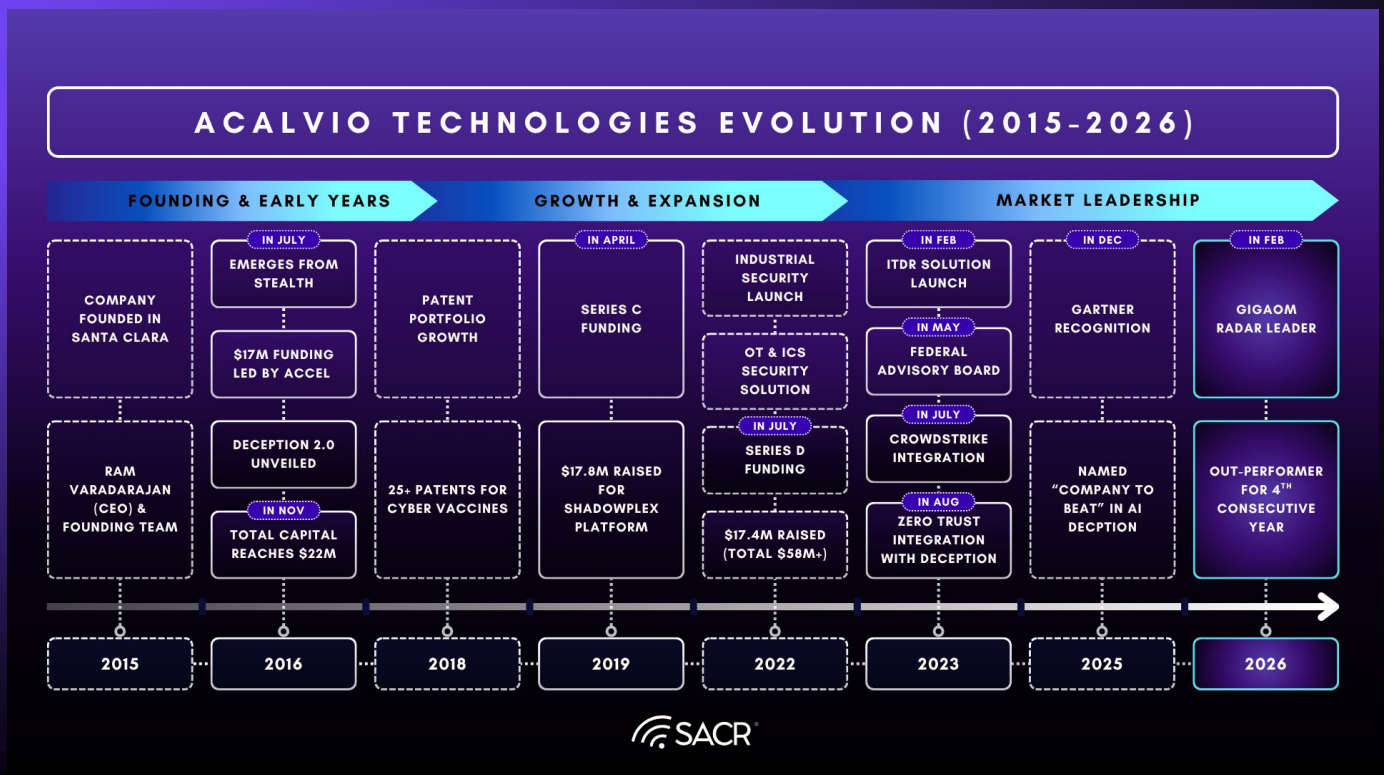 ACALVIO TECHNOLOGIES EVOLUTION (2015-2026)
FOUNDING & EARLY YEARS
GROWTH & EXPANSION
MARKET LEADERSHIP
COMPANY
FOUNDED IN
SANTA CLARA
RAM
VARADARAJAN
(CEO) &
FOUNDING TEAM
IN JULY
EMERGES FROM
STEALTH
$17M FUNDING
LED BY ACCEL
DECEPTION 2.0
UNVEILED
IN NOV
TOTAL CAPITAL
REACHES $22M
PATENT
PORTFOLIO
GROWTH
25+ PATENTS FOR
CYBER VACCINES
IN APRIL
SERIES C
FUNDING
$17.8M RAISED
FOR
SHADOWPLEX
PLATFORM
INDUSTRIAL
SECURITY
LAUNCH
OT & ICS
SECURITY
SOLUTION
IN JULY
SERIES D
FUNDING
$17.4M RAISED
(TOTAL $58M+)
IN FEB
ITDR SOLUTION
LAUNCH
IN MAY
FEDERAL
ADVISORY BOARD
IN JULY
CROWDSTRIKE
INTEGRATION
IN AUG
ZERO TRUST
INTEGRATION
WITH DECEPTION
IN DEC
GARTNER
RECOGNITION
NAMED
“COMPANY TO
BEAT” IN AI
DECPTION
IN FEB
GIGAOM
RADAR LEADER
OUT-PERFORMER
FOR 4TH
CONSECUTIVE
YEAR
2015
2016
2018
2019
2022
2023
2025
2026
SACR